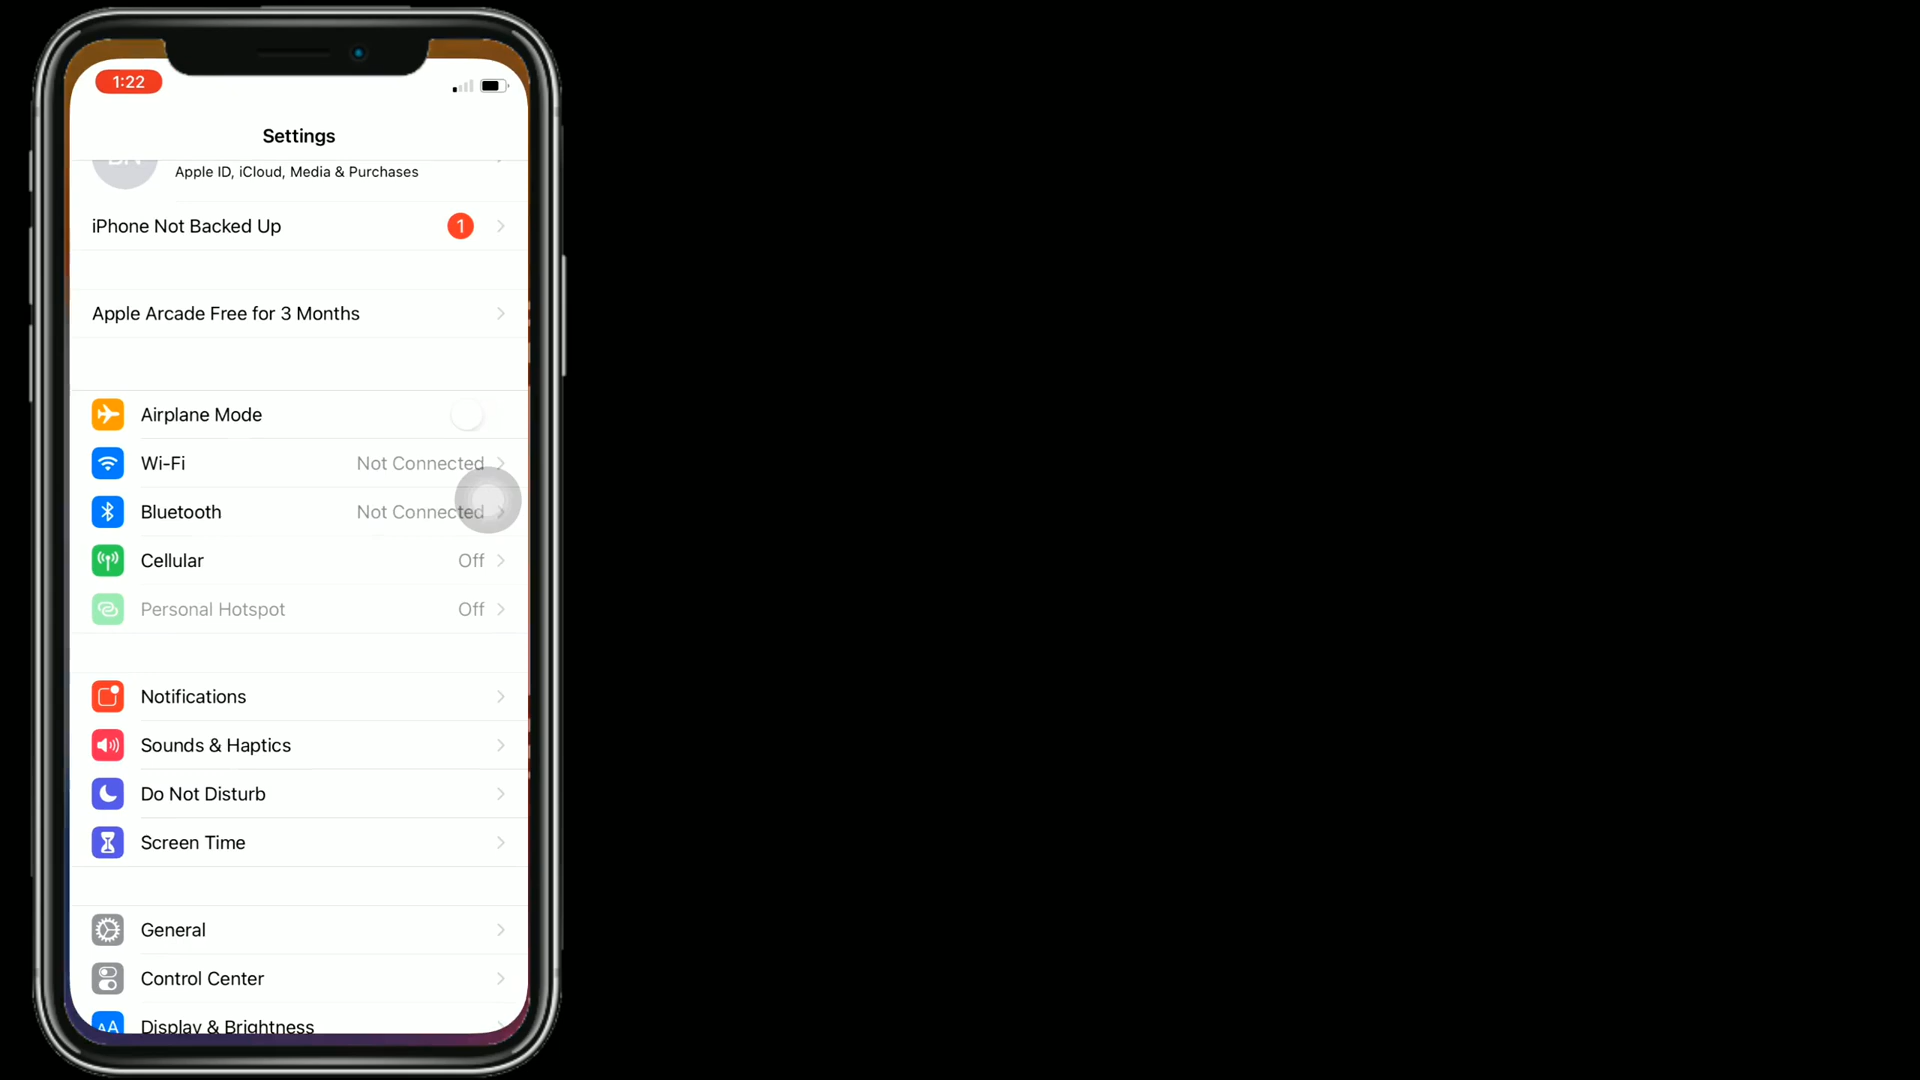 1:22
Settings
Apple ID, iCloud, Media & Purchases
iPhone Not Backed Up 1
Apple Arcade Free for 3 Months
Airplane Mode
Wi-Fi Not Connected
Bluetooth Not Connected
Cellular Off
Personal Hotspot Off
Notifications
Sounds & Haptics
Do Not Disturb
Screen Time
General
Control Center
AA Display & Brightness